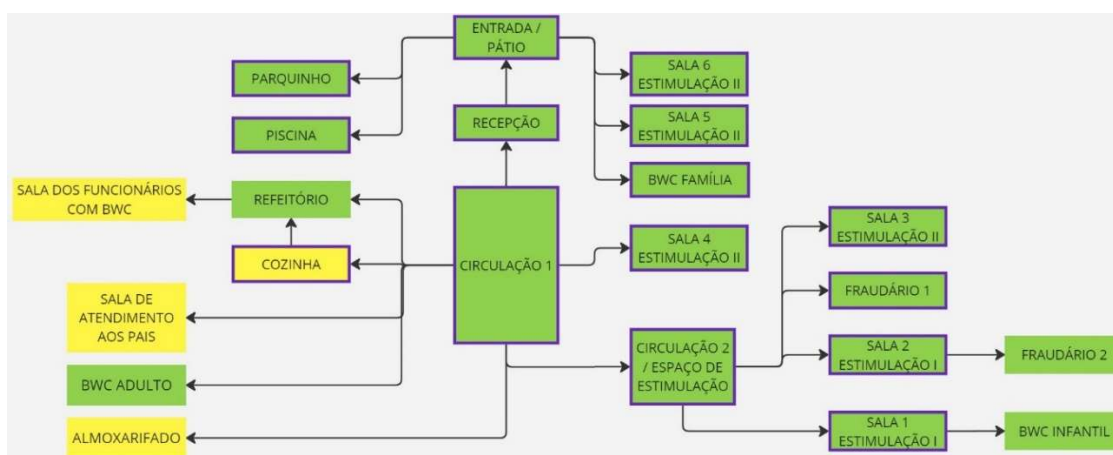 ENTRADA /
PÁTIO
PARQUINHO
SALA 6
ESTIMULAÇÃO II
PISCINA
RECEPÇÃO
SALA 5
ESTIMULAÇÃO II
BWC FAMÍLIA
SALA DOS FUNCIONÁRIOS
COM BWC
REFEITÓRIO
COZINHA
CIRCULAÇÃO 1
SALA 4
ESTIMULAÇÃO II
SALA 3
ESTIMULAÇÃO II
SALA DE
ATENDIMENTO
AOS PAIS
FRAUDÁRIO 1
BWC ADULTO
CIRCULAÇÃO 2
/ ESPAÇO DE
ESTIMULAÇÃO
SALA 2
ESTIMULAÇÃO I
FRAUDÁRIO 2
ALMOXARIFADO
SALA 1
ESTIMULAÇÃO I
BWC INFANTIL